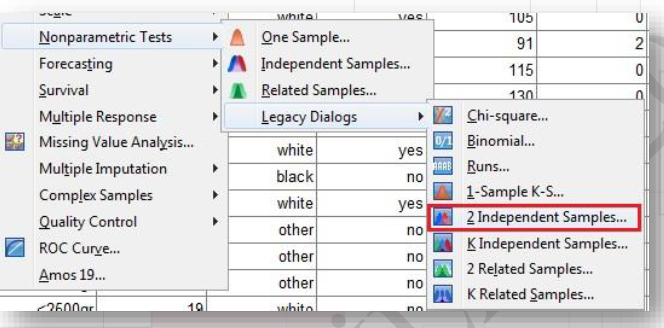 Scale white yes 105 0
Nonparametric Tests One Sample... 91 2
Forecasting Independent Samples... 115 0
Survival Related Samples... 130 0
Multiple Response Legacy Dialogs Chi-square...
Missing Value Analysis... white yes Binomial...
Multiple Imputation black no Runs...
Complex Samples white yes 1-Sample K-S...
Quality Control other no 2 Independent Samples...
ROC Curve... other no K Independent Samples...
Amos 19... other no 2 Related Samples...
<2600gr 19 white no K Related Samples...